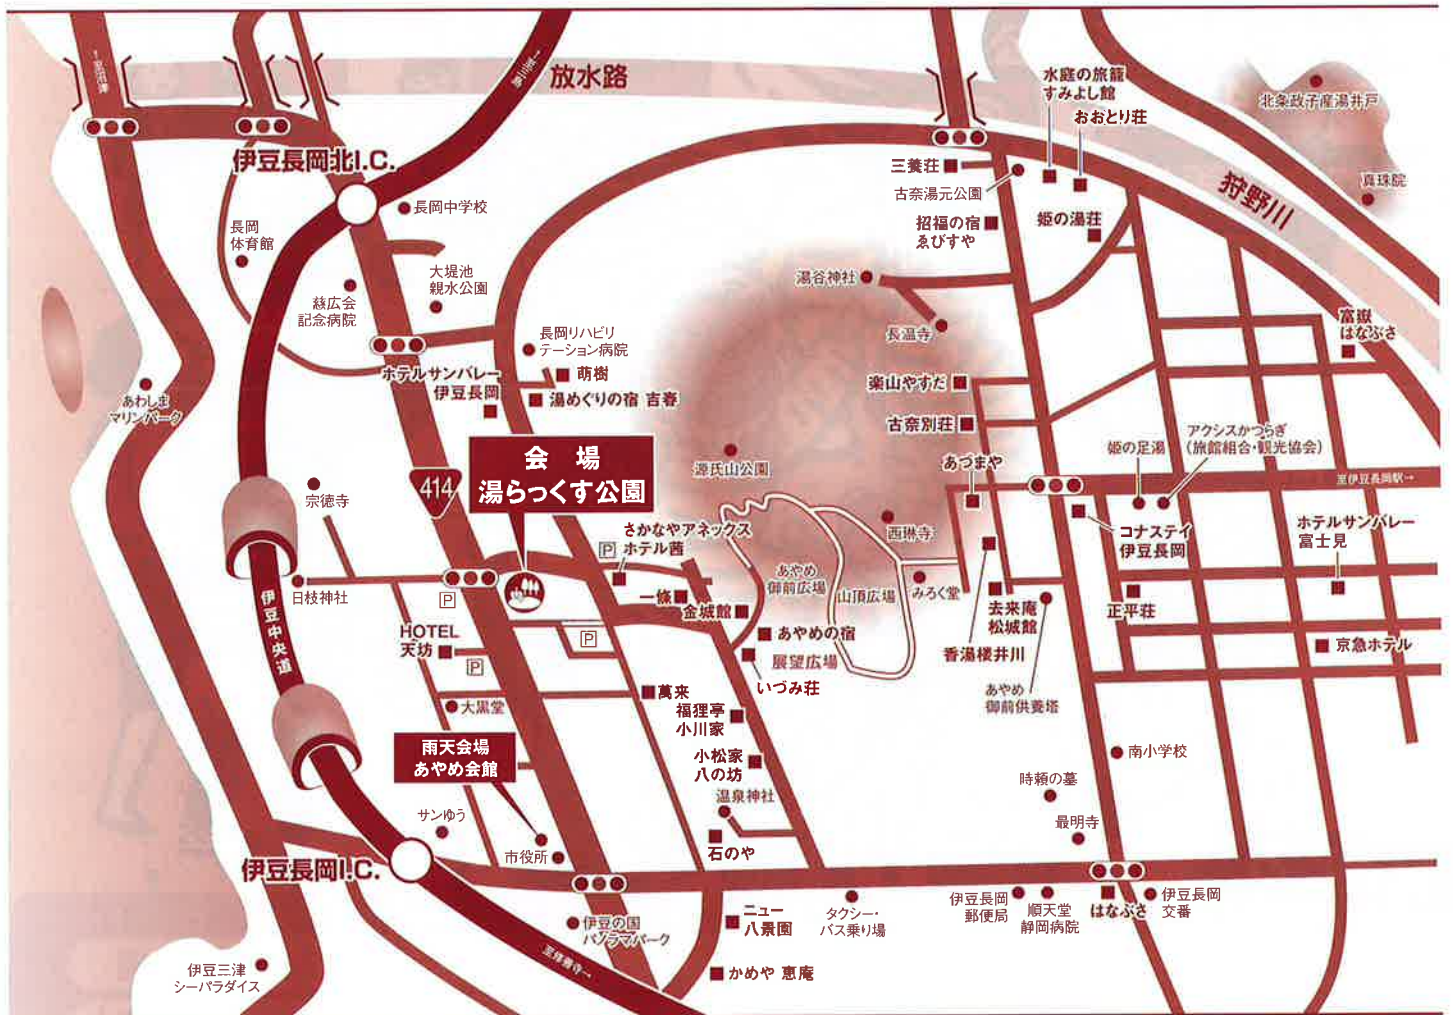 ←至沼津
←至三島
放水路
水庭の旅籠
すみよし館
おおとり荘
北条政子産湯井戸
真珠院
狩野川
伊豆長岡北I.C.
三養荘
古奈湯元公園
招福の宿
ゑびすや
姫の湯荘
長岡中学校
長岡
体育館
大堤池
親水公園
慈広会
記念病院
湯谷神社
長温寺
富嶽
はなぶさ
長岡リハビリ
テーション病院
ホテルサンバレー
伊豆長岡
萌樹
湯めぐりの宿 吉春
楽山やすだ
古奈別荘
あわしま
マリンパーク
会 場
湯らっくす公園
414
源氏山公園
あづまや
姫の足湯
アクシスかつらぎ
(旅館組合・観光協会)
至伊豆長岡駅→
宗徳寺
さかなやアネックス
ホテル茜
P
西琳寺
コナステイ
伊豆長岡
ホテルサンバレー
富士見
日枝神社
P
一條
金城館
あやめ
御前広場
山頂広場
みろく堂
去来庵
松城館
正平荘
伊豆中央道
HOTEL
天坊
P
P
あやめの宿
展望広場
いづみ荘
香湯楼井川
京急ホテル
あやめ
御前供養塔
大黒堂
萬来
福狸亭
小川家
雨天会場
あやめ会館
小松家
八の坊
南小学校
時頼の墓
温泉神社
サンゆう
最明寺
市役所
石のや
伊豆長岡I.C.
ニュー
八景園
タクシー・
バス乗り場
伊豆長岡
郵便局
順天堂
静岡病院
はなぶさ
伊豆長岡
交番
伊豆の国
パノラマパーク
至修善寺→
かめや 恵庵
伊豆三津
シーパラダイス